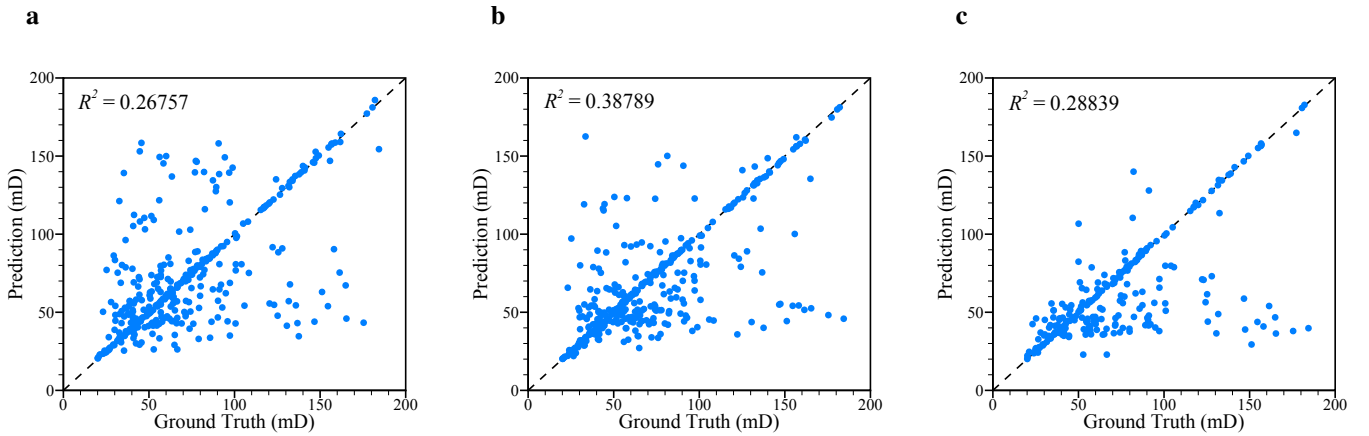 a
R² = 0.26757
200
150
100
50
0
0 50 100 150 200
Prediction (mD)
Ground Truth (mD)
b
R² = 0.38789
200
150
100
50
0
0 50 100 150 200
Prediction (mD)
Ground Truth (mD)
c
R² = 0.28839
200
150
100
50
0
0 50 100 150 200
Prediction (mD)
Ground Truth (mD)